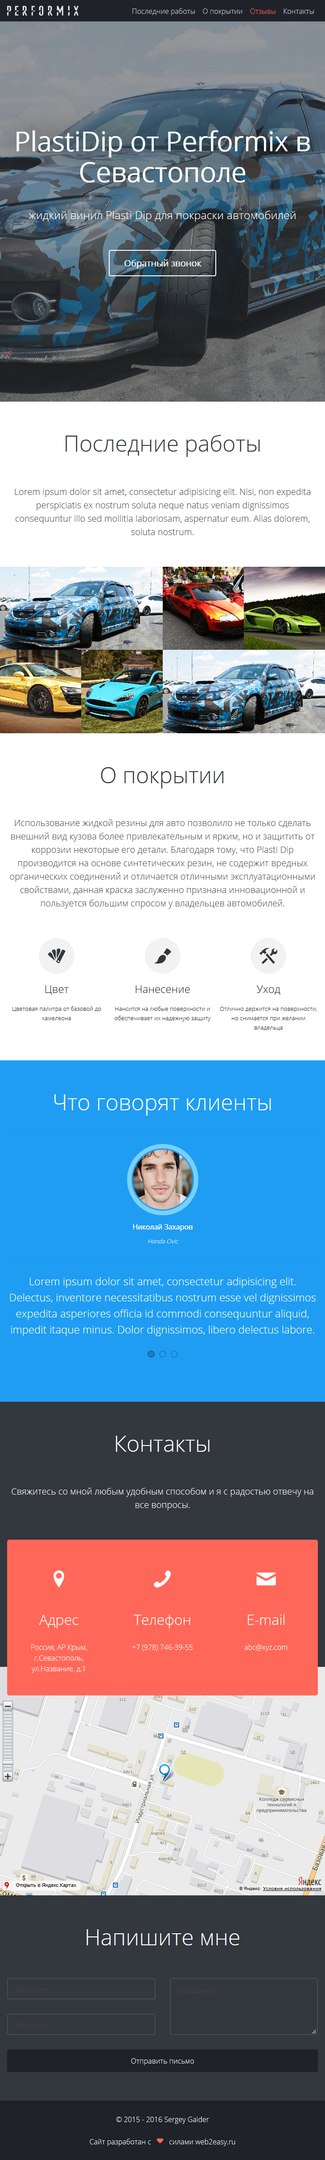 PERFORMIX
Последние работы О покрытии Отзывы Контакты
PlastiDip от Performix в
Севастополе
жидкий винил Plasti Dip для покраски автомобилей
Обратный звонок
Последние работы
Lorem ipsum dolor sit amet, consectetur adipisicing elit. Nisi, non expedita
perspiciatis ex nostrum soluta neque natus veniam dignissimos
consequuntur illo sed mollitia laboriosam, aspernatur eum. Alias dolorem,
soluta nostrum.
О покрытии
Использование жидкой резины для авто позволило не только сделать
внешний вид кузова более привлекательным и ярким, но и защитить от
коррозии некоторые его детали. Благодаря тому, что Plasti Dip
производится на основе синтетических резин, не содержит вредных
органических соединений и отличается отличными эксплуатационными
свойствами, данная краска заслуженно признана инновационной и
пользуется большим спросом у владельцев автомобилей.
Цвет
Цветовая палитра от базовой до
хамелеона
Нанесение
Наносится на любые поверхности и
обеспечивает их надежную защиту
Уход
Отлично держится на поверхности,
но снимается при желании
владельца
Что говорят клиенты
Николай Захаров
Honda Civic
Lorem ipsum dolor sit amet, consectetur adipisicing elit.
Delectus, inventore necessitatibus nostrum esse vel dignissimos
expedita asperiores officia id commodi consequuntur aliquid,
impedit itaque minus. Dolor dignissimos, libero delectus labore.
Контакты
Свяжитесь со мной любым удобным способом и я с радостью отвечу на
все вопросы.
Адрес
Россия, АР Крым,
г.Севастополь,
ул.Название, д.1
Телефон
+7 (978) 746-39-55
E-mail
abc@xyz.com
Индустриальная ул.
Колледж сервисных
технологий и
предпринимательства
Базовая
Открыть в Яндекс.Картах
Яндекс
© Яндекс Условия использования
Напишите мне
Отправить письмо
© 2015 - 2016 Sergey Gaider
Сайт разработан с ❤ силами web2easy.ru